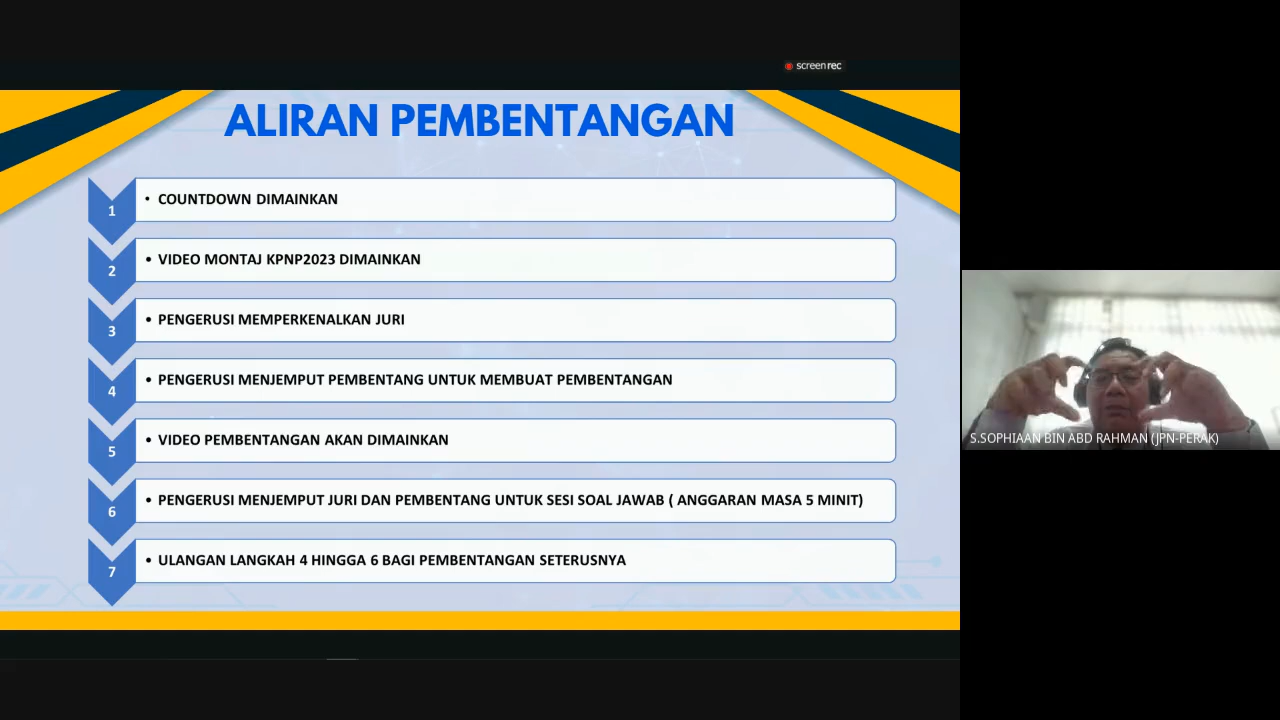 screenrec
ALIRAN PEMBENTANGAN
1
• COUNTDOWN DIMAINKAN
2
• VIDEO MONTAJ KPNP2023 DIMAINKAN
3
• PENGERUSI MEMPERKENALKAN JURI
4
• PENGERUSI MENJEMPUT PEMBENTANG UNTUK MEMBUAT PEMBENTANGAN
5
• VIDEO PEMBENTANGAN AKAN DIMAINKAN
6
• PENGERUSI MENJEMPUT JURI DAN PEMBENTANG UNTUK SESI SOAL JAWAB ( ANGGARAN MASA 5 MINIT)
7
• ULANGAN LANGKAH 4 HINGGA 6 BAGI PEMBENTANGAN SETERUSNYA
S.SOPHIAAN BIN ABD RAHMAN (JPN-PERAK)